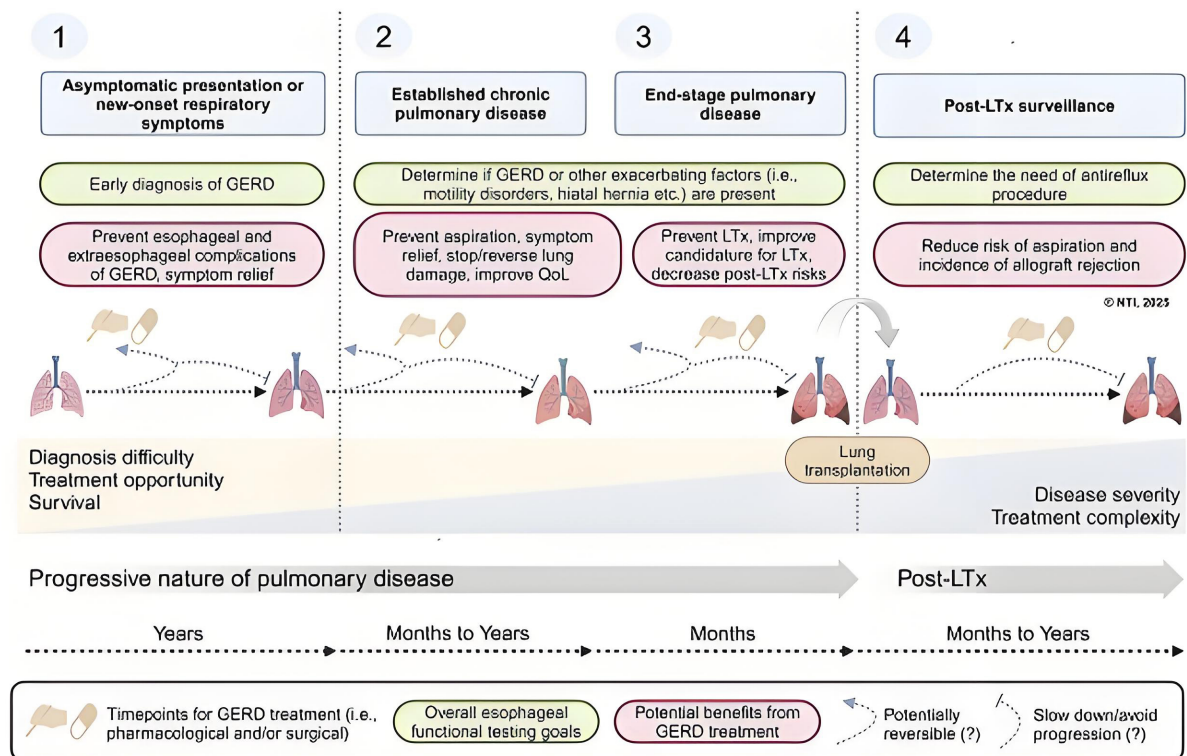 1
2
3
4
Asymptomatic presentation or
new-onset respiratory
symptoms
Established chronic
pulmonary disease
End-stage pulmonary
disease
Post-LTx surveillance
Early diagnosis of GERD
Determine if GERD or other exacerbating factors (i.e.,
motility disorders, hiatal hernia etc.) are present
Determine the need of antireflux
procedure
Prevent esophageal and
extraesophageal complications
of GERD, symptom relief
Prevent aspiration, symptom
relief, stop/reverse lung
damage, improve QoL
Prevent LTx, improve
candidature for LTx,
decrease post-LTx risks
Reduce risk of aspiration and
incidence of allograft rejection
© NTI, 2025
Diagnosis difficulty
Treatment opportunity
Survival
Lung
transplantation
Disease severity
Treatment complexity
Progressive nature of pulmonary disease
Post-LTx
Years
Months to Years
Months
Months to Years
Timepoints for GERD treatment (i.e.,
pharmacological and/or surgical)
Overall esophageal
functional testing goals
Potential benefits from
GERD treatment
Potentially
reversible (?)
Slow down/avoid
progression (?)